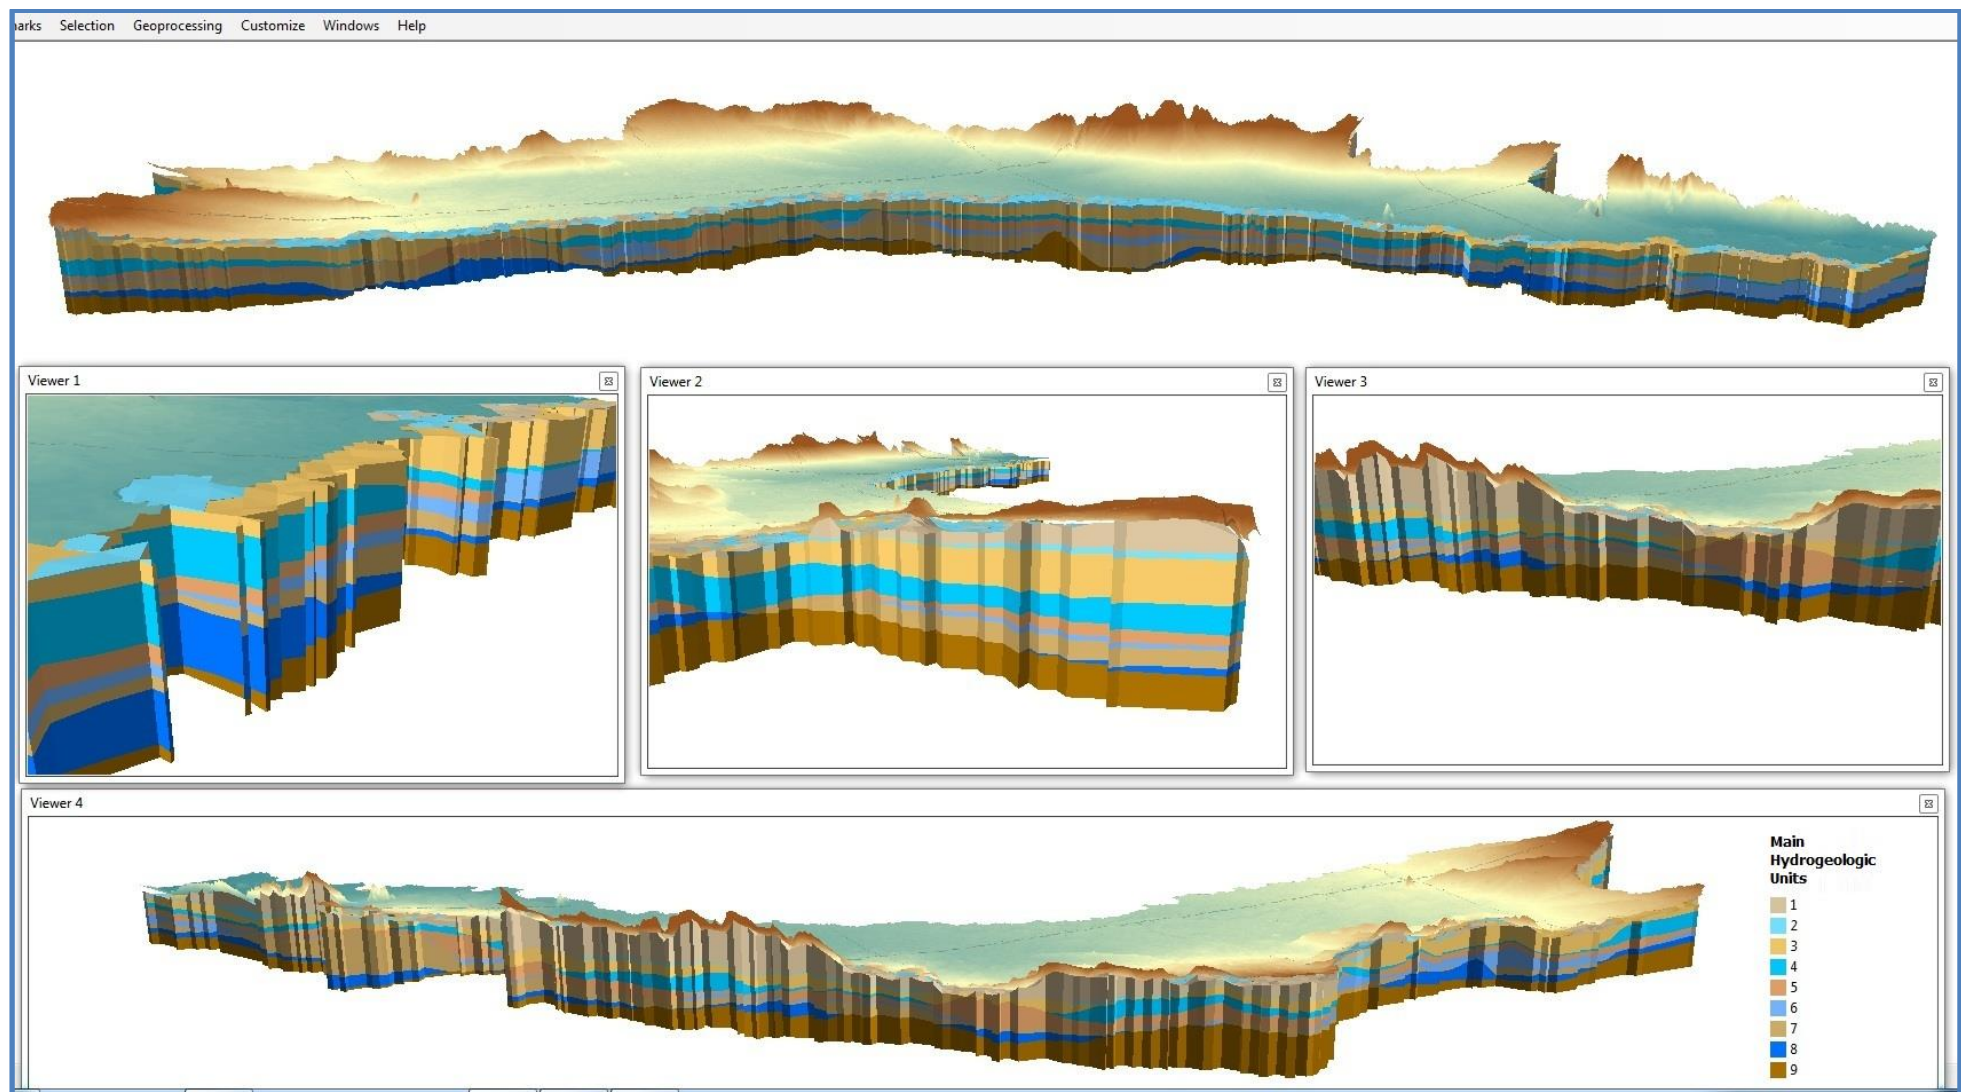 arks Selection Geoprocessing Customize Windows Help
Viewer 1
Viewer 2
Viewer 3
Viewer 4
Main
Hydrogeologic
Units
1
2
3
4
5
6
7
8
9